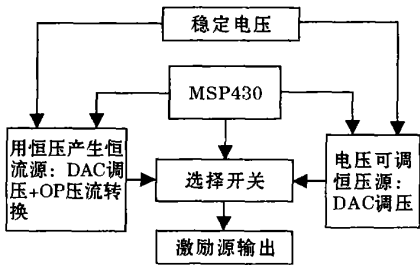 稳定电压
MSP430
用恒压产生恒
流源：DAC调
压+OP压流转
换
选择开关
电压可调
恒压源：
DAC调压
激励源输出